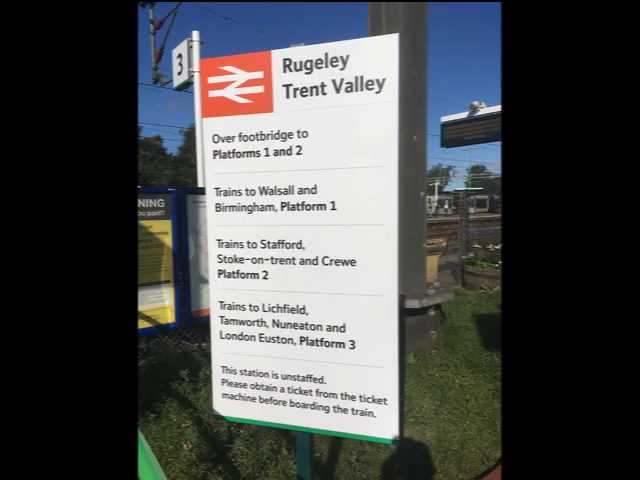 3
Rugeley
Trent Valley
Over footbridge to
Platforms 1 and 2
Trains to Walsall and
Birmingham, Platform 1
Trains to Stafford,
Stoke-on-trent and Crewe
Platform 2
Trains to Lichfield,
Tamworth, Nuneaton and
London Euston, Platform 3
This station is unstaffed.
Please obtain a ticket from the ticket
machine before boarding the train.
NING
ou paid?